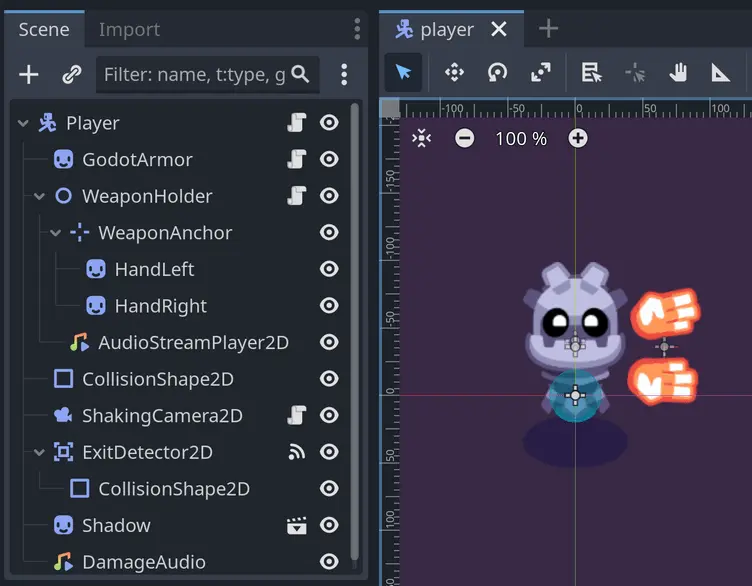 Scene Import
Filter: name, t:type, g
Player
GodotArmor
WeaponHolder
WeaponAnchor
HandLeft
HandRight
AudioStreamPlayer2D
CollisionShape2D
ShakingCamera2D
ExitDetector2D
CollisionShape2D
Shadow
DamageAudio
player
-100 -50 0 50 100
100 %
-150
-100
-50
0
50
100